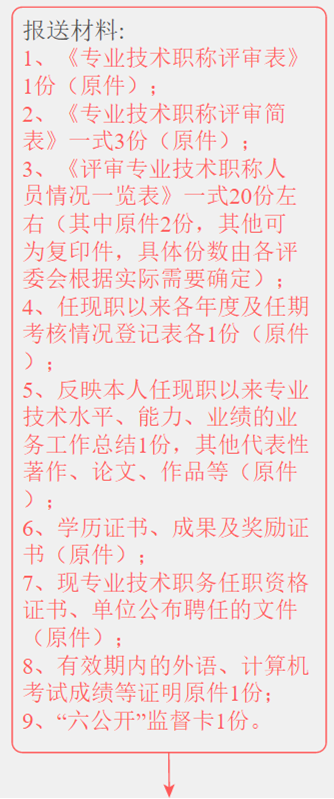 报送材料:
1、《专业技术职称评审表》
1份（原件）；
2、《专业技术职称评审简
表》一式3份（原件）；
3、《评审专业技术职称人
员情况一览表》一式20份左
右（其中原件2份，其他可
为复印件，具体份数由各评
委会根据实际需要确定）；
4、任现职以来各年度及任期
考核情况登记表各1份（原件
）；
5、反映本人任现职以来专业
技术水平、能力、业绩的业
务工作总结1份，其他代表性
著作、论文、作品等（原件
）；
6、学历证书、成果及奖励证
书（原件）；
7、现专业技术职务任职资格
证书、单位公布聘任的文件
（原件）；
8、有效期内的外语、计算机
考试成绩等证明原件1份；
9、“六公开”监督卡1份。